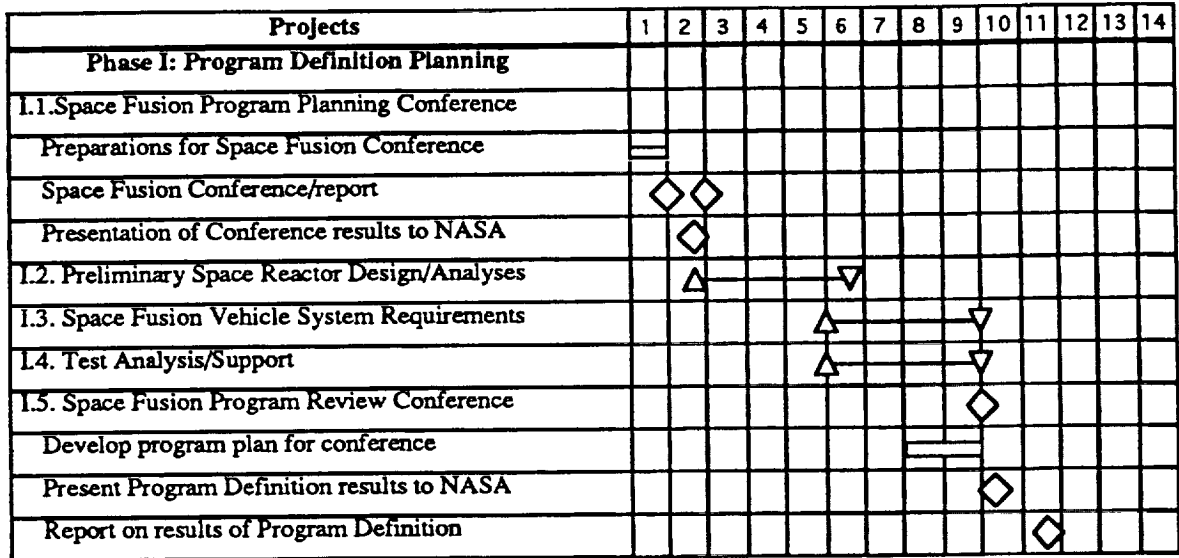 Projects 1 2 3 4 5 6 7 8 9 10 11 12 13 14
Phase I: Program Definition Planning
I.1.Space Fusion Program Planning Conference
Preparations for Space Fusion Conference
Space Fusion Conference/report
Presentation of Conference results to NASA
I.2. Preliminary Space Reactor Design/Analyses
I.3. Space Fusion Vehicle System Requirements
I.4. Test Analysis/Support
I.5. Space Fusion Program Review Conference
Develop program plan for conference
Present Program Definition results to NASA
Report on results of Program Definition